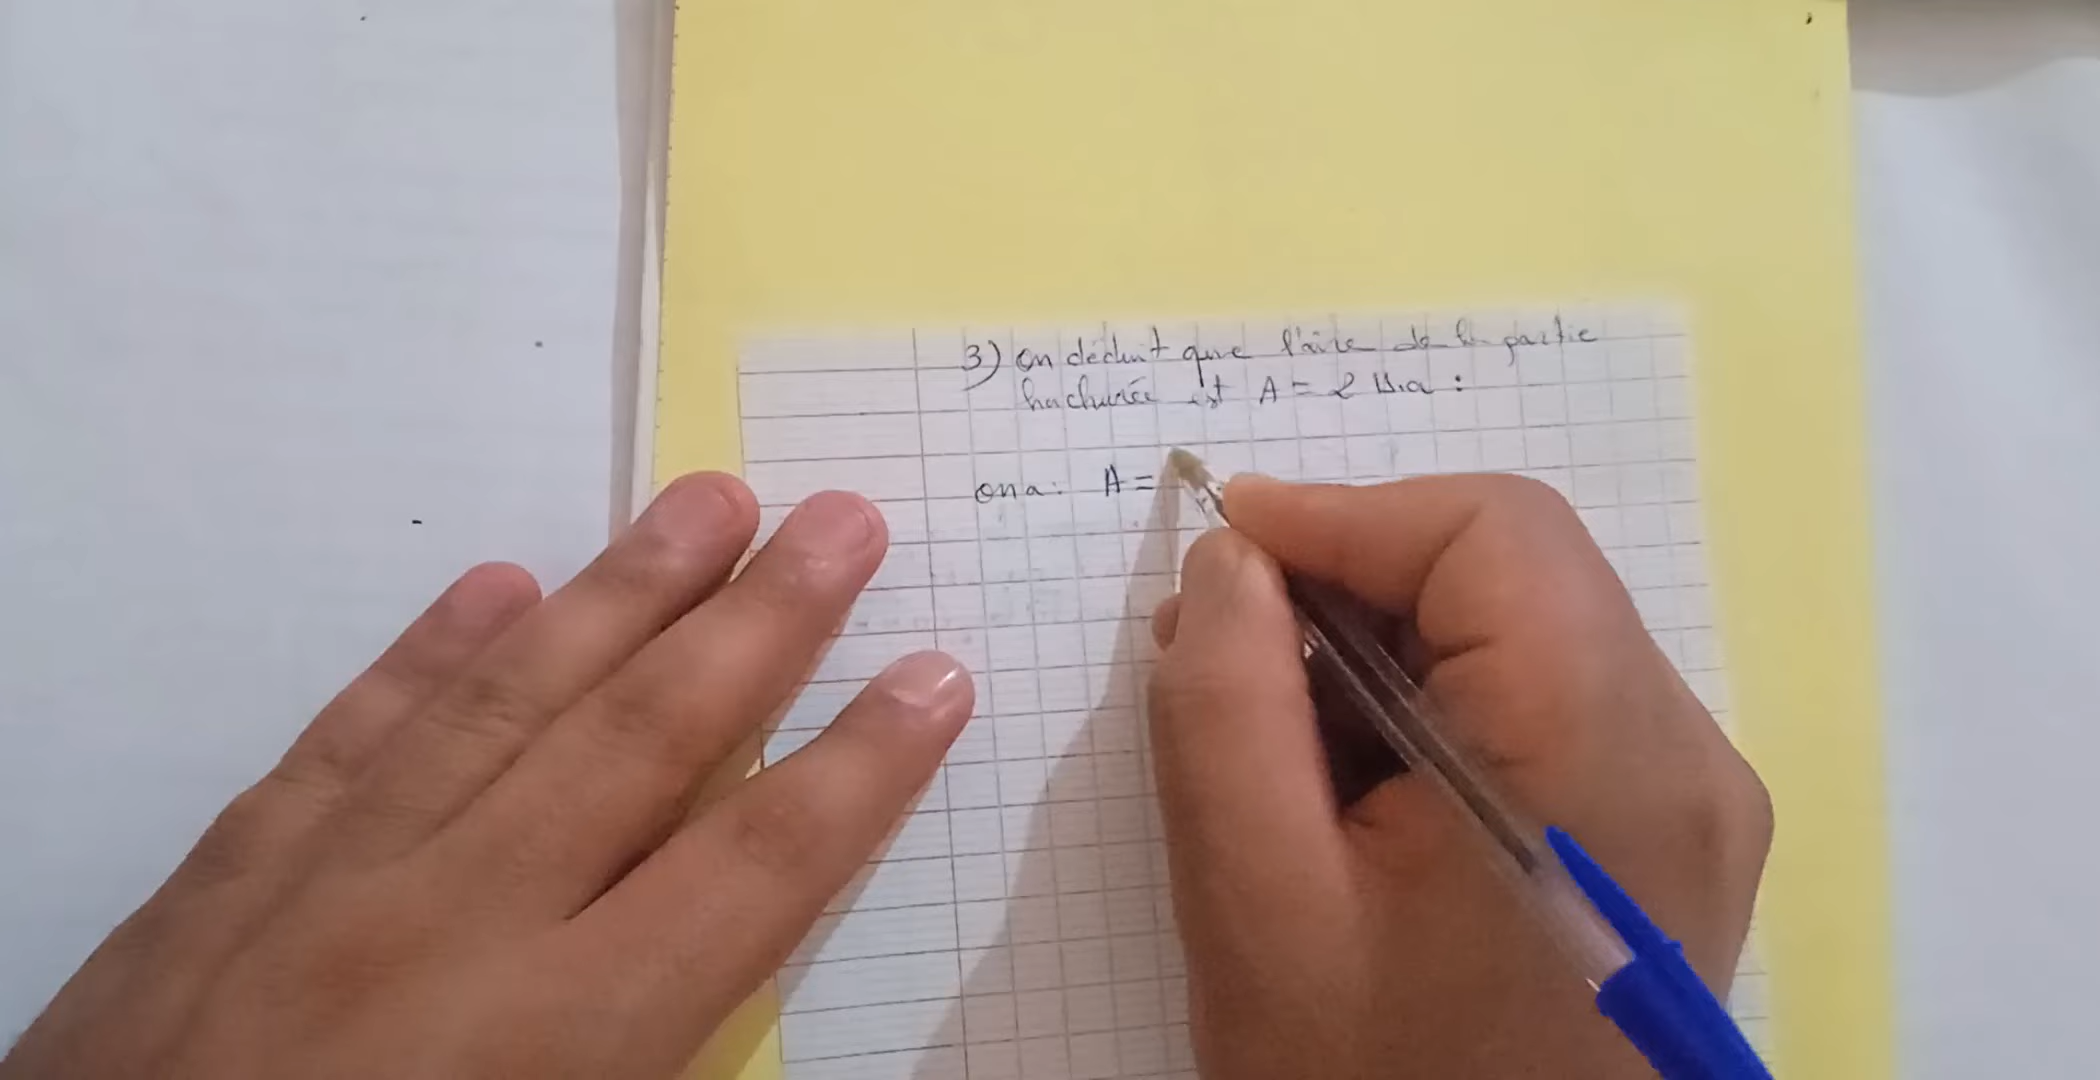 3) on déduit que l'aire de la partie
hachurée est A = 2 U.a :
on a : A =